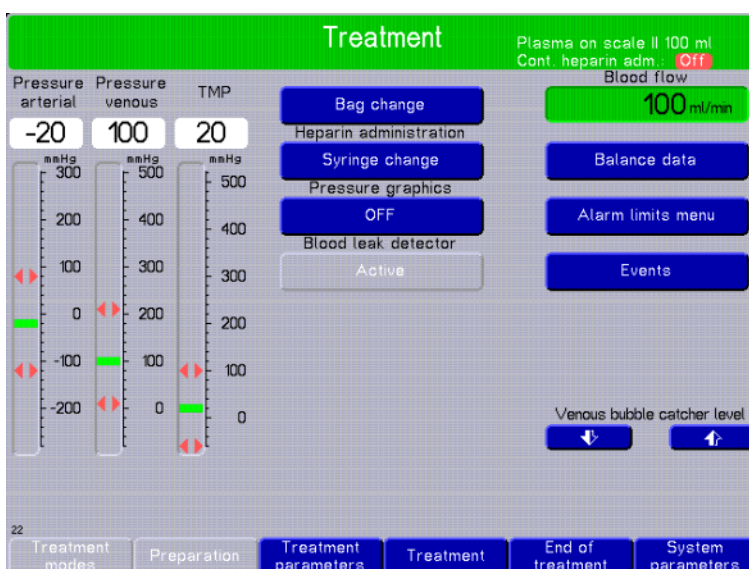 Treatment
Plasma on scale II 100 ml
Cont. heparin adm.: Off
Pressure arterial
Pressure venous
TMP
Blood flow
-20
100
20
100 ml/min
mmHg
mmHg
mmHg
300
200
100
0
-100
-200
500
400
300
200
100
0
500
400
300
200
100
0
Bag change
Heparin administration
Syringe change
Pressure graphics
OFF
Blood leak detector
Active
Balance data
Alarm limits menu
Events
Venous bubble catcher level
22
Treatment modes
Preparation
Treatment parameters
Treatment
End of treatment
System parameters